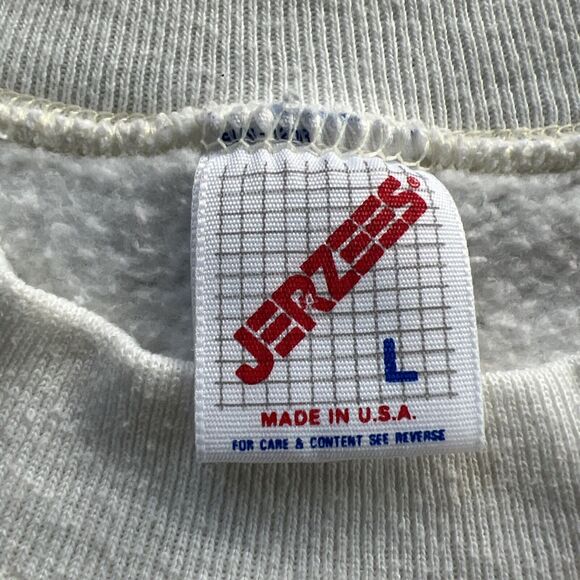 JERZEES®
L
MADE IN U.S.A.
FOR CARE & CONTENT SEE REVERSE